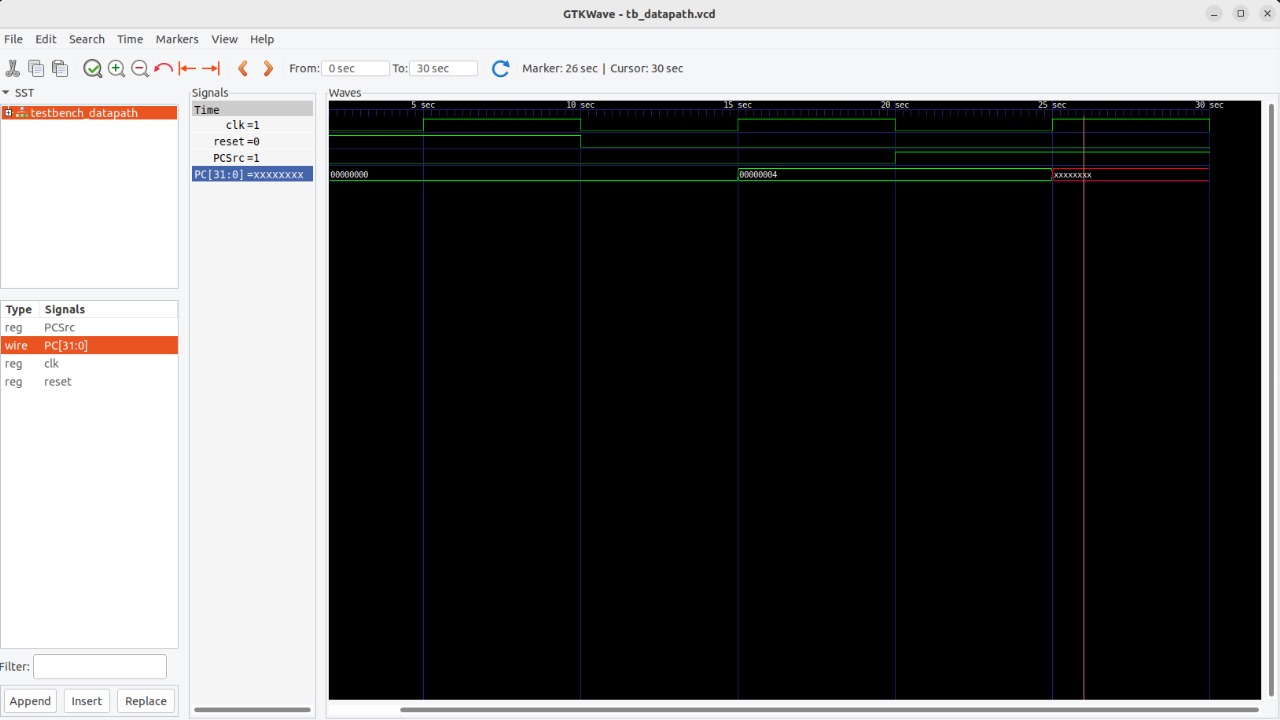 GTKWave - tb_datapath.vcd
File Edit Search Time Markers View Help
From: 0 sec To: 30 sec Marker: 26 sec | Cursor: 30 sec
SST
testbench_datapath
Type Signals
reg PCSrc
wire PC[31:0]
reg clk
reg reset
Filter:
Append Insert Replace
Signals
Time
clk=1
reset=0
PCSrc=1
PC[31:0]=xxxxxxxx
Waves
5 sec 10 sec 15 sec 20 sec 25 sec 30 sec
00000000 00000004 xxxxxxxx